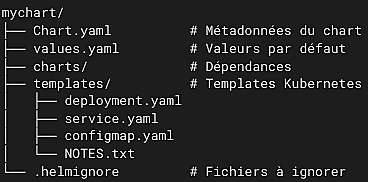 mychart/
├── Chart.yaml          # Métadonnées du chart
├── values.yaml         # Valeurs par défaut
├── charts/             # Dépendances
├── templates/          # Templates Kubernetes
│   ├── deployment.yaml
│   ├── service.yaml
│   ├── configmap.yaml
│   └── NOTES.txt
└── .helmignore         # Fichiers à ignorer